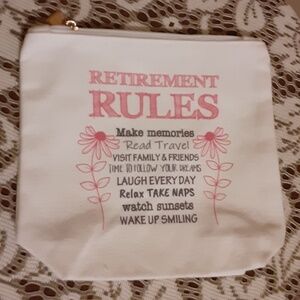 RETIREMENT
RULES
Make memories
Read Travel
VISIT FAMILY & FRIENDS
TIME TO FOLLOW YOUR DREAMS
LAUGH EVERY DAY
Relax TAKE NAPS
watch sunsets
WAKE UP SMILING